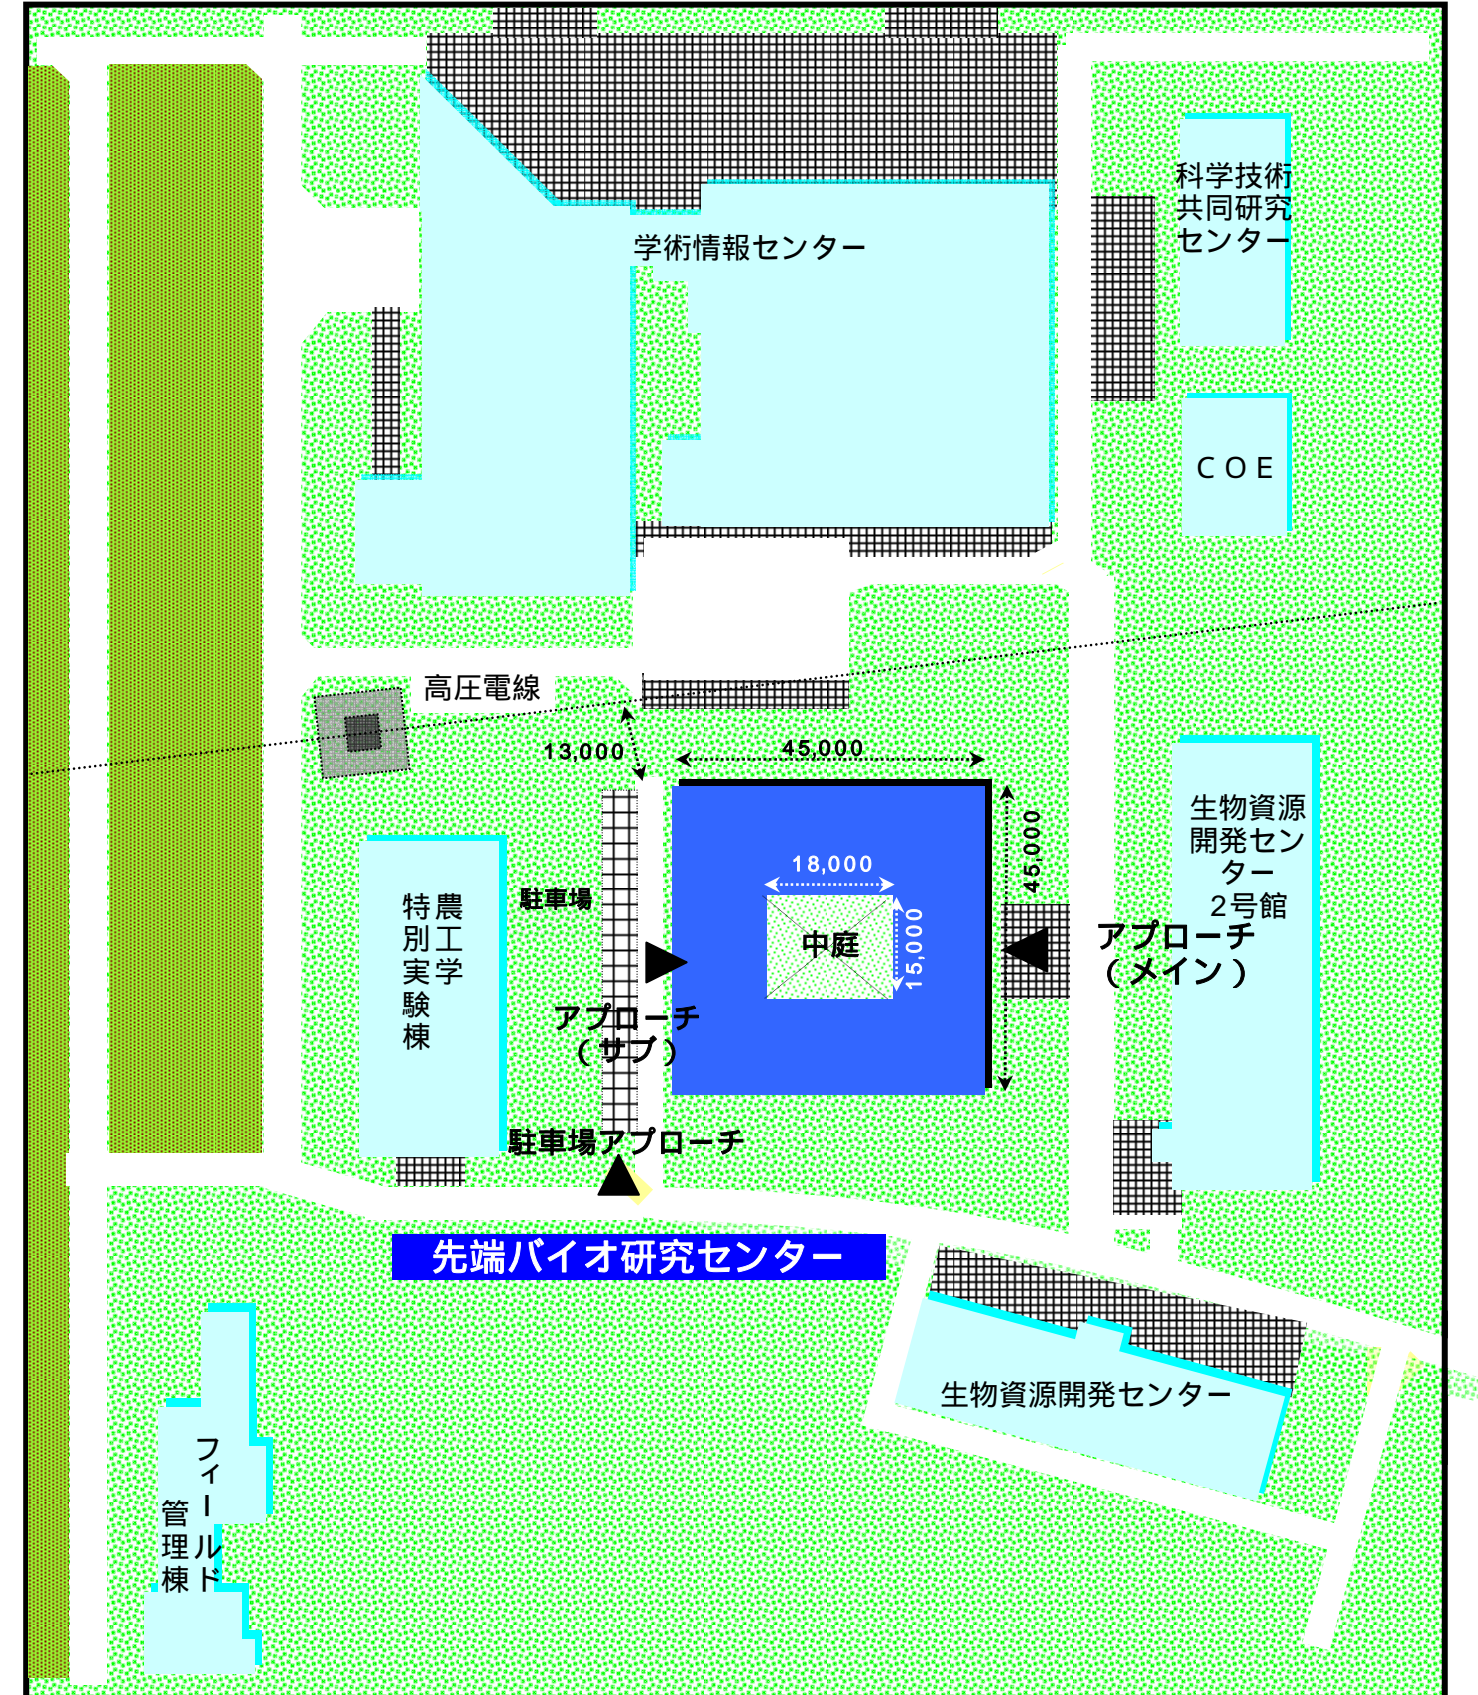 学術情報センター
科学技術
共同研究
センター
ＣＯＥ
高圧電線
13,000
45,000
45,000
18,000
15,000
中庭
生物資源
開発セン
ター
2号館
農工学
特別実験棟
駐車場
アプローチ
（メイン）
アプローチ
（サブ）
駐車場アプローチ
先端バイオ研究センター
生物資源開発センター
フィールド
管理棟